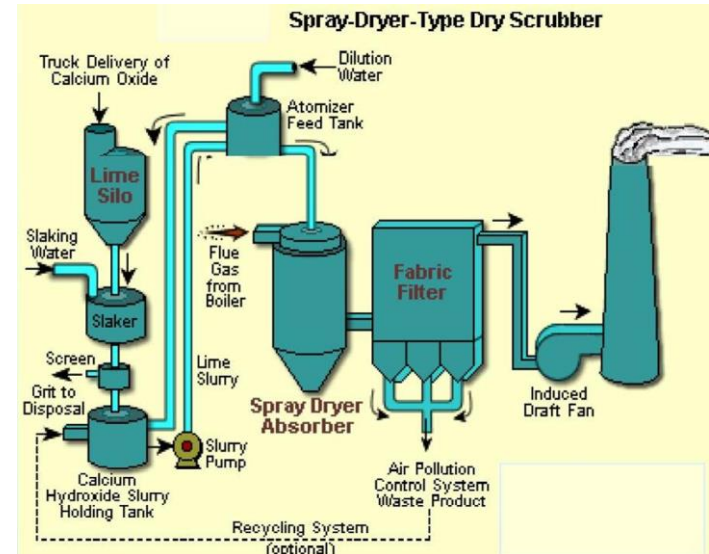 Spray-Dryer-Type Dry Scrubber
Truck Delivery of
Calcium Oxide
Dilution
Water
Atomizer
Feed Tank
Lime
Silo
Slaking
Water
Flue
Gas
from
Boiler
Fabric
Filter
Slaker
Screen
Lime
Slurry
Grit to
Disposal
Spray Dryer
Absorber
Induced
Draft Fan
Slurry
Pump
Calcium
Hydroxide Slurry
Holding Tank
Air Pollution
Control System
Waste Product
Recycling System
(optional)